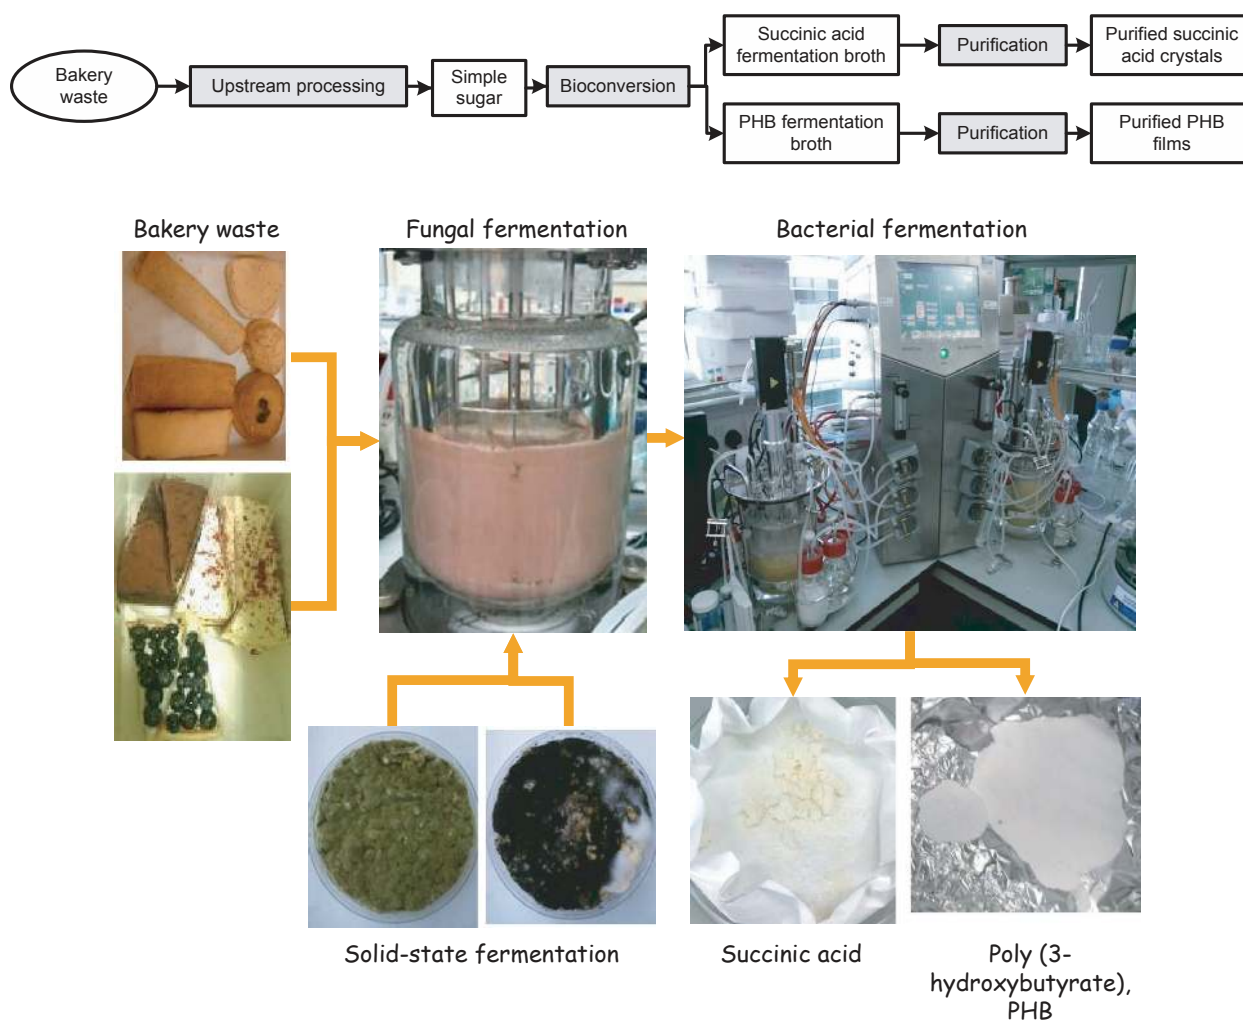 Bakery
waste
Upstream processing
Simple
sugar
Bioconversion
Succinic acid
fermentation broth
Purification
Purified succinic
acid crystals
PHB fermentation
broth
Purification
Purified PHB
films
Bakery waste
Fungal fermentation
Bacterial fermentation
Solid-state fermentation
Succinic acid
Poly (3-
hydroxybutyrate),
PHB